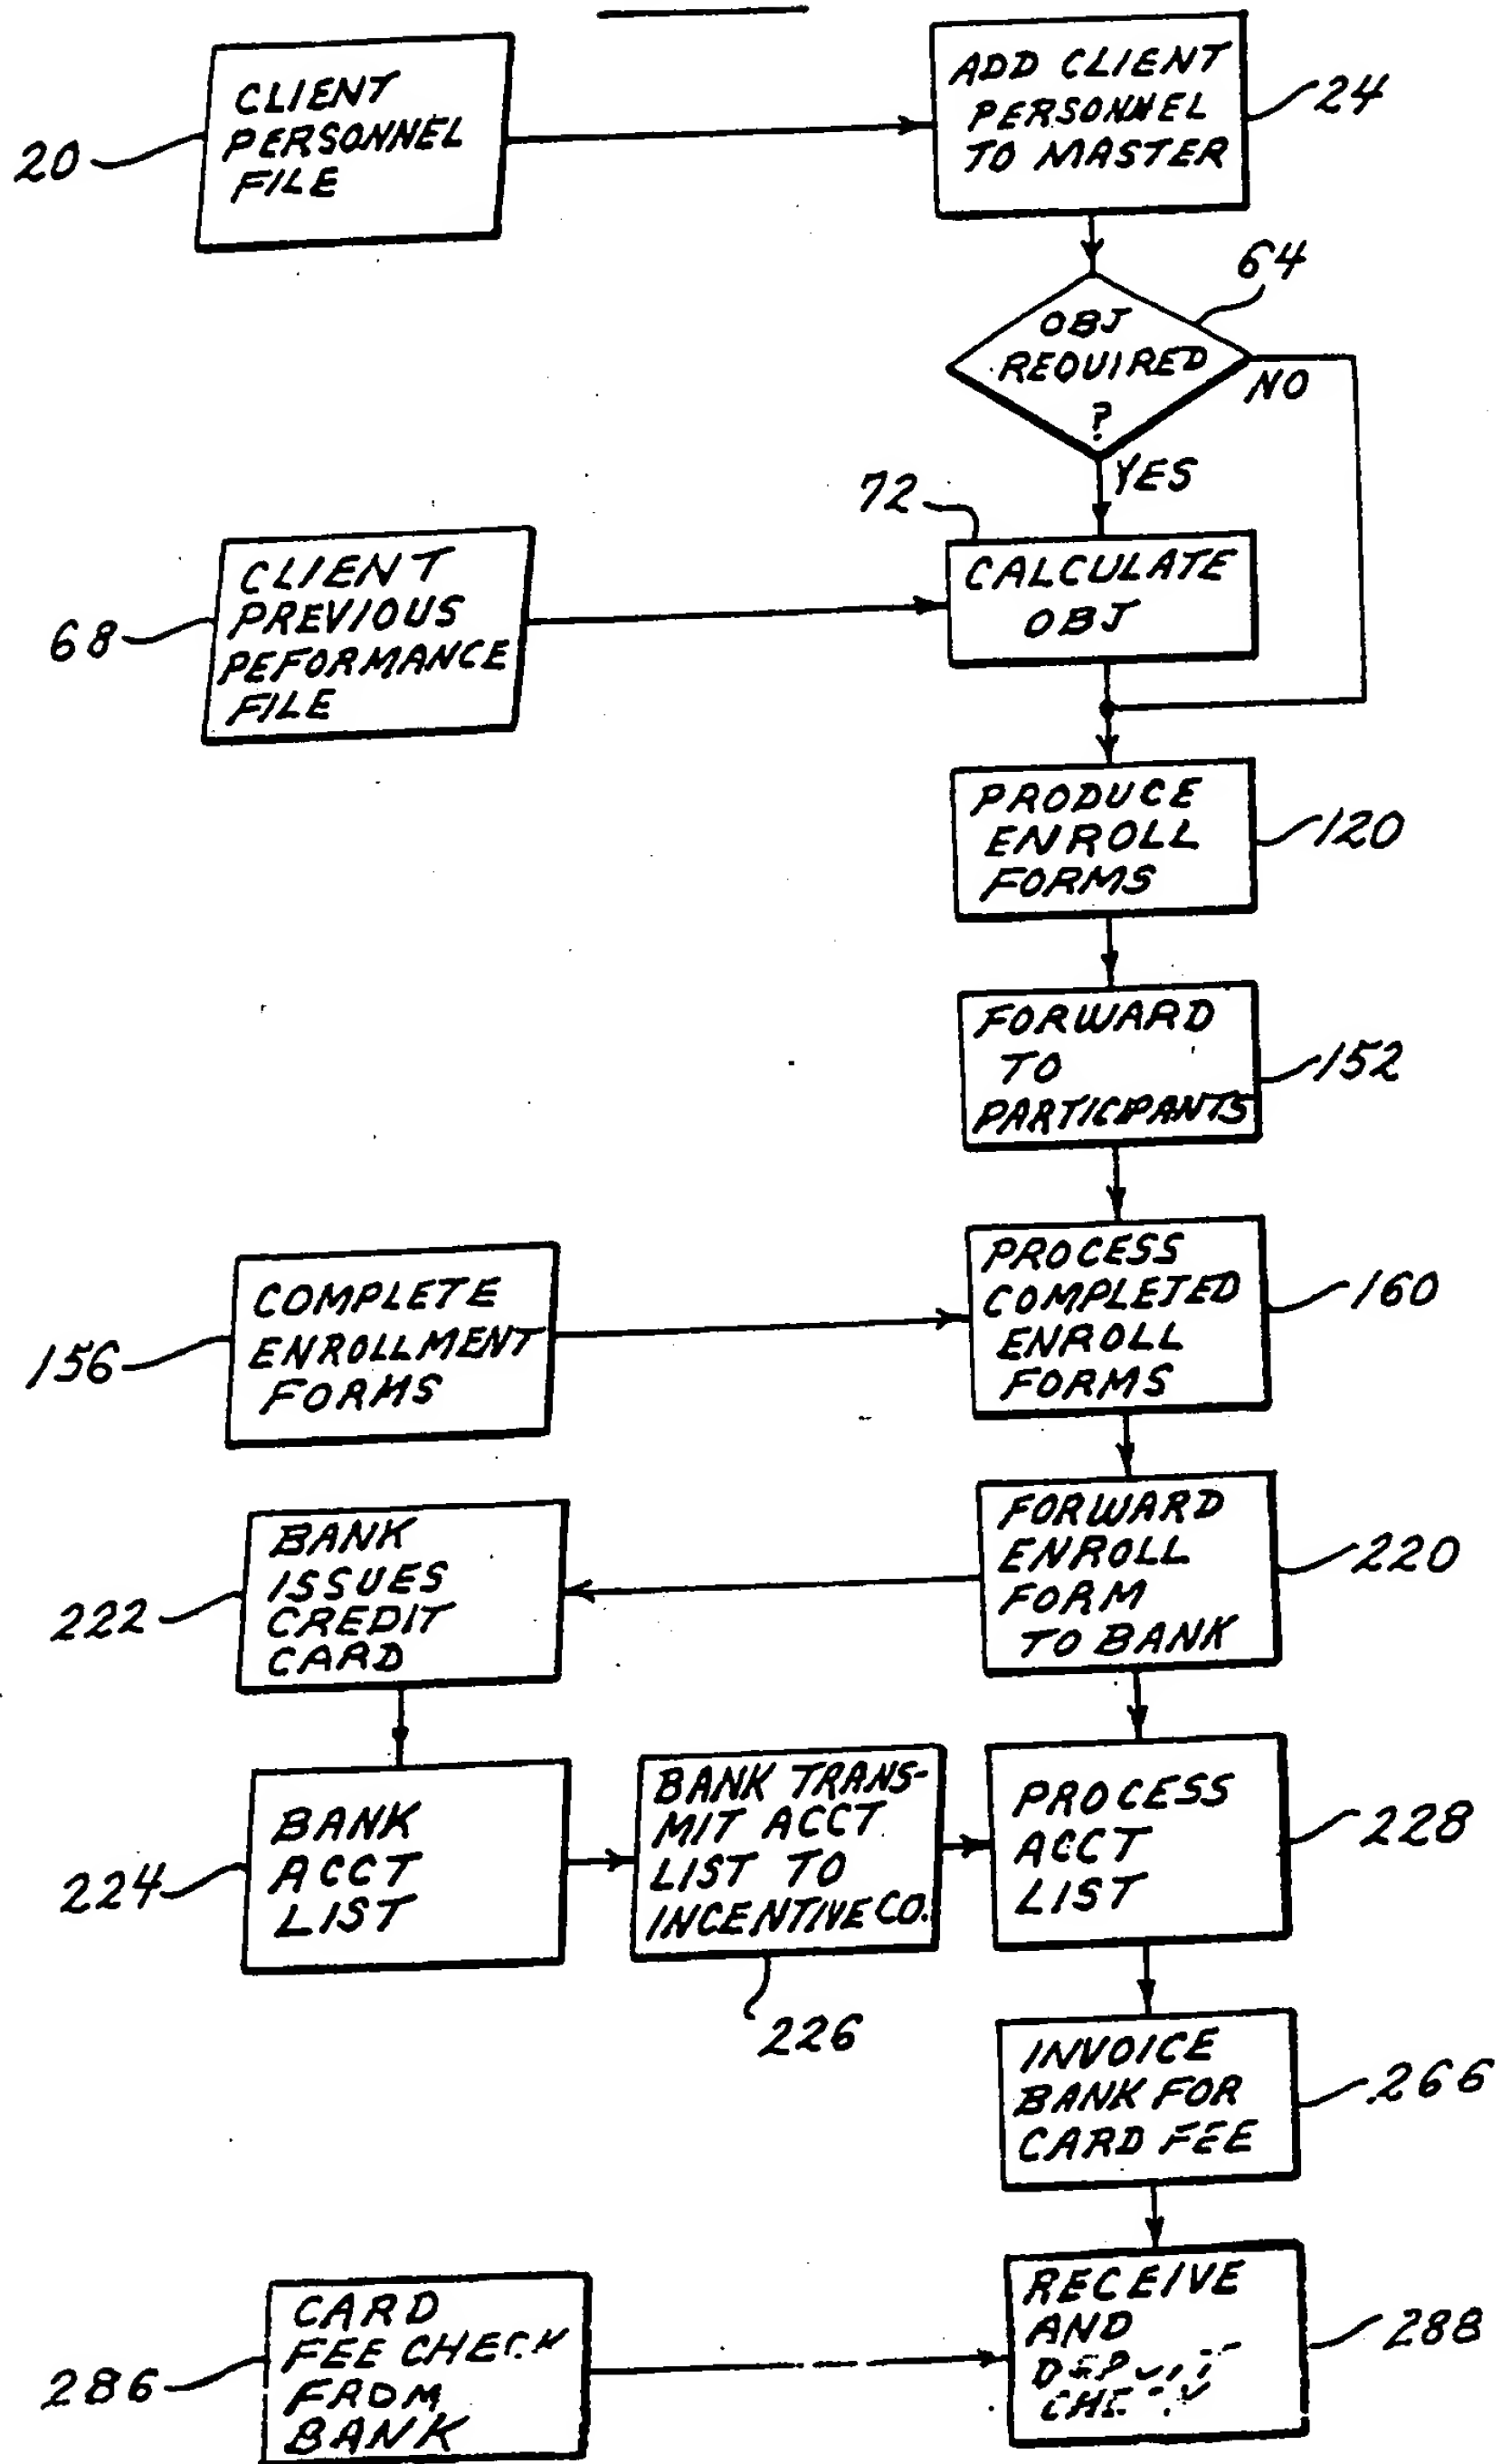 CLIENT
PERSONNEL
FILE
20
ADD CLIENT
PERSONNEL
TO MASTER
24
OBJ
REQUIRED
?
64
NO
YES
72
CALCULATE
OBJ
CLIENT
PREVIOUS
PEFORMANCE
FILE
68
PRODUCE
ENROLL
FORMS
120
FORWARD
TO
PARTICIPANTS
152
COMPLETE
ENROLLMENT
FORMS
156
PROCESS
COMPLETED
ENROLL
FORMS
160
FORWARD
ENROLL
FORM
TO BANK
220
BANK
ISSUES
CREDIT
CARD
222
BANK
ACCT
LIST
224
BANK TRANS-
MIT ACCT
LIST TO
INCENTIVE CO.
226
PROCESS
ACCT
LIST
228
INVOICE
BANK FOR
CARD FEE
266
CARD
FEE CHECK
FROM
BANK
286
RECEIVE
AND
288